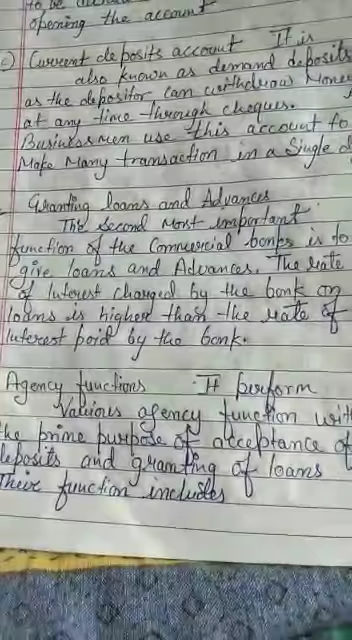 to be
opening the account
c) Current deposits account It is
also known as demand deposits
as the depositor can withdraw Money
at any time through cheques.
Businessmen use this account fo
Make Many transaction in a Single d
Granting loans and Advances
The Second Most important
function of the Commercial banks is to
give loans and Advances. The rate
of Interest charged by the bank on
loans is higher than the rate of
Interest paid by the bank.
Agency functions It perform
Various agency function with
the prime purpose of acceptance of
deposits and granting of loans
Their function includes